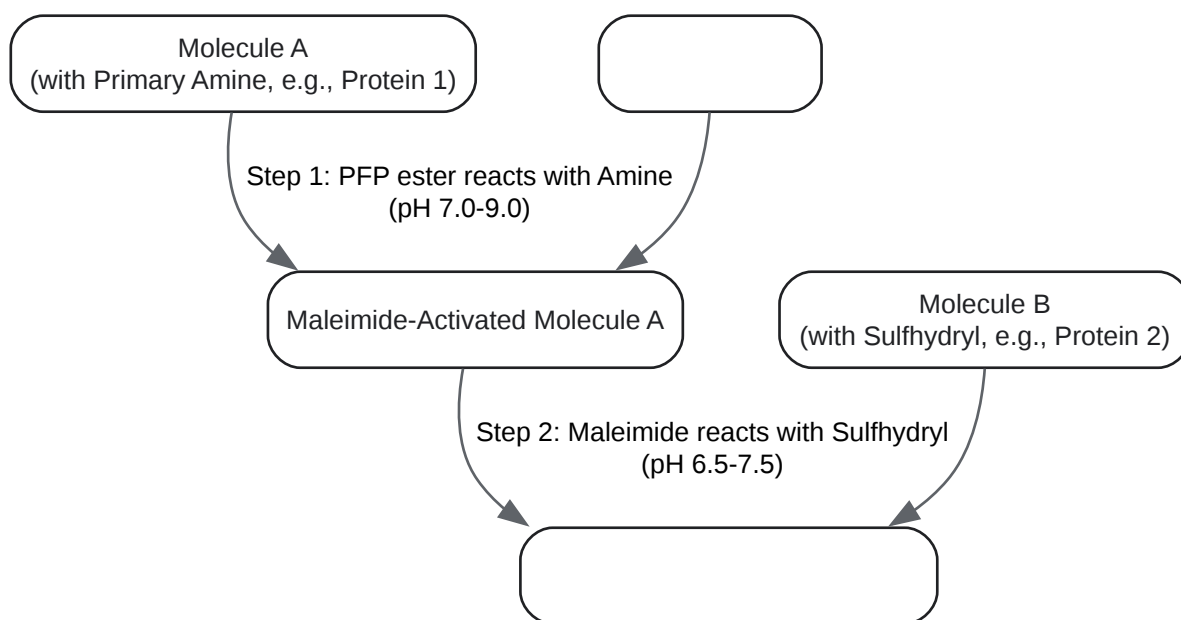 Molecule A
(with Primary Amine, e.g., Protein 1)
Step 1: PFP ester reacts with Amine
(pH 7.0-9.0)
Maleimide-Activated Molecule A
Molecule B
(with Sulfhydryl, e.g., Protein 2)
Step 2: Maleimide reacts with Sulfhydryl
(pH 6.5-7.5)